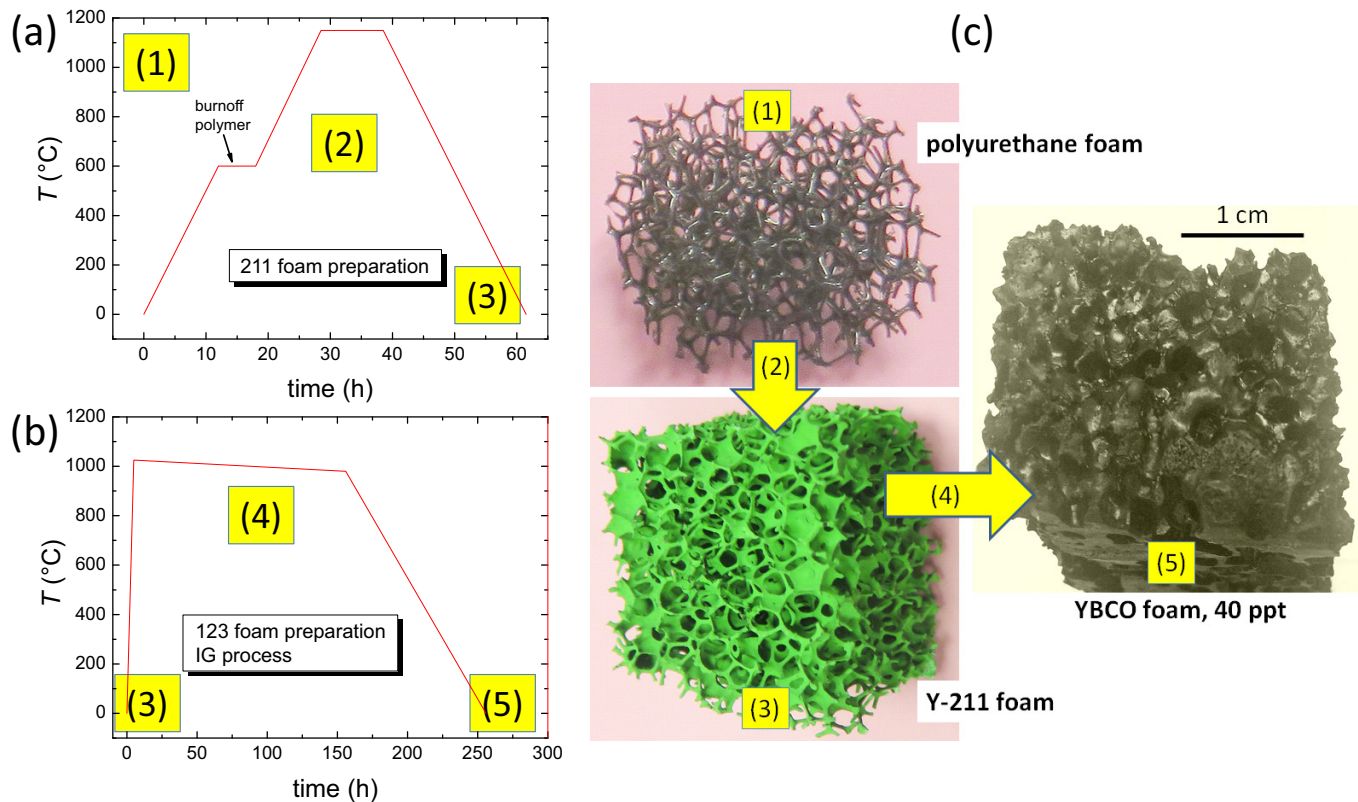 (a)
1200
1000
800
600
400
200
0
T (°C)
(1)
burnoff
polymer
(2)
211 foam preparation
(3)
0
10
20
30
40
50
60
time (h)
(b)
1200
1000
800
600
400
200
0
T (°C)
(4)
123 foam preparation
IG process
(3)
(5)
0
50
100
150
200
250
300
time (h)
(c)
(1)
polyurethane foam
(2)
1 cm
(4)
(5)
YBCO foam, 40 ppt
(3)
Y-211 foam